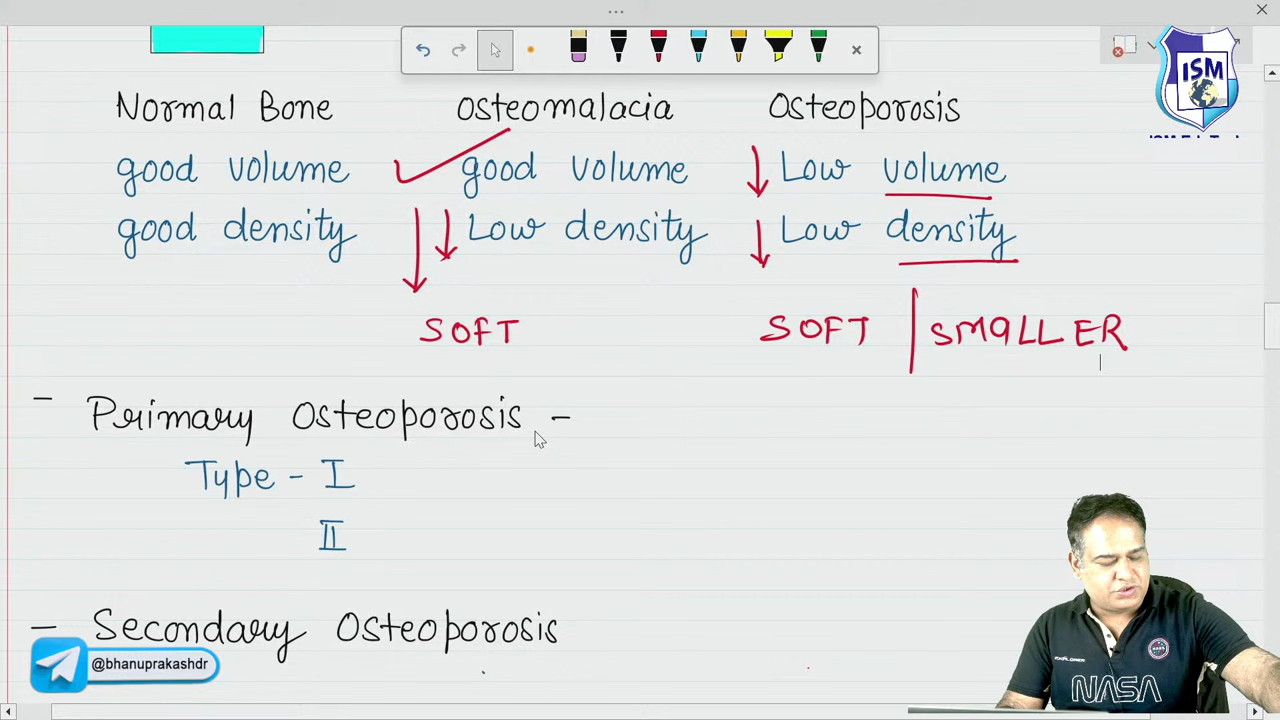 ISM
Normal Bone Osteomalacia Osteoporosis
good volume good volume Low volume
good density Low density Low density
SOFT SOFT SMALLER
- Primary Osteoporosis -
Type - I
II
- Secondary Osteoporosis
@bhanuprakashdr
NASA